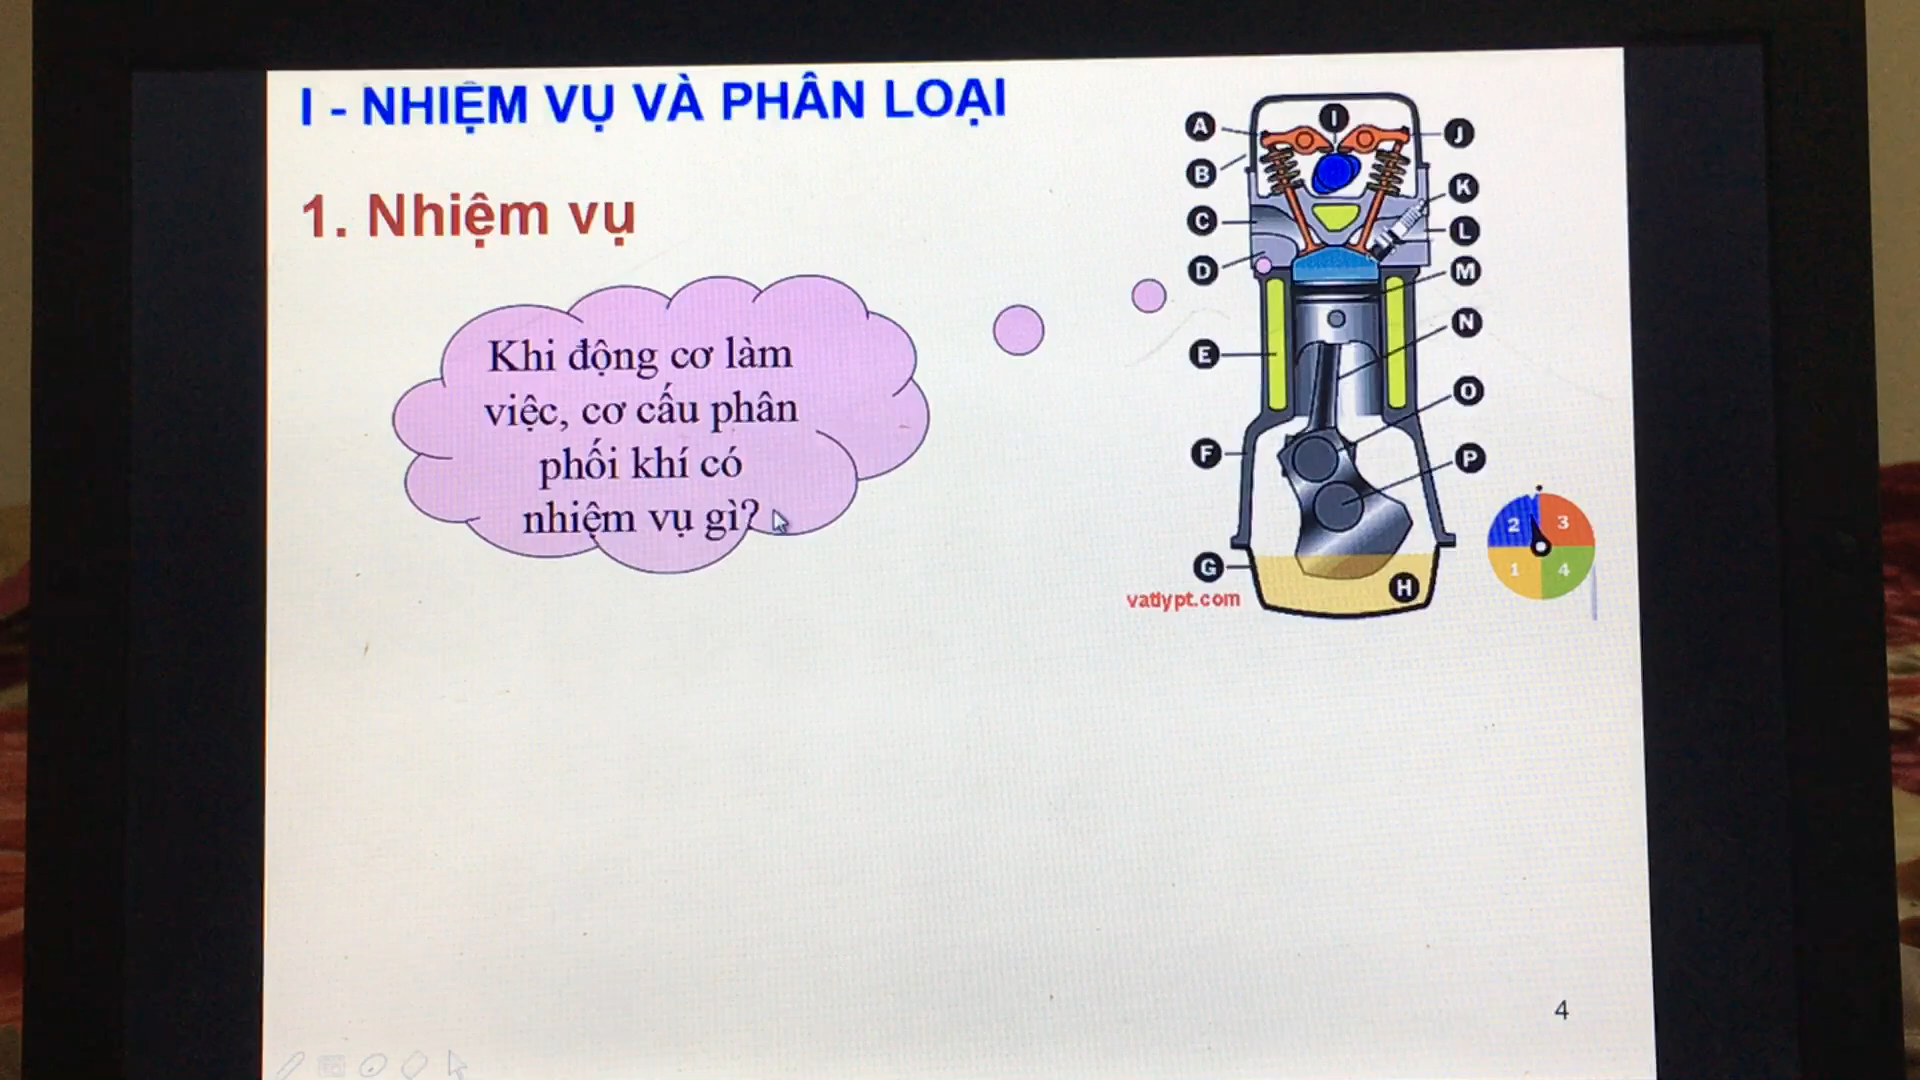 I - NHIỆM VỤ VÀ PHÂN LOẠI
1. Nhiệm vụ
Khi động cơ làm
việc, cơ cấu phân
phối khí có
nhiệm vụ gì?
A
B
C
D
E
F
G
H
I
J
K
L
M
N
O
P
2 3
1 4
vatlypt.com
4